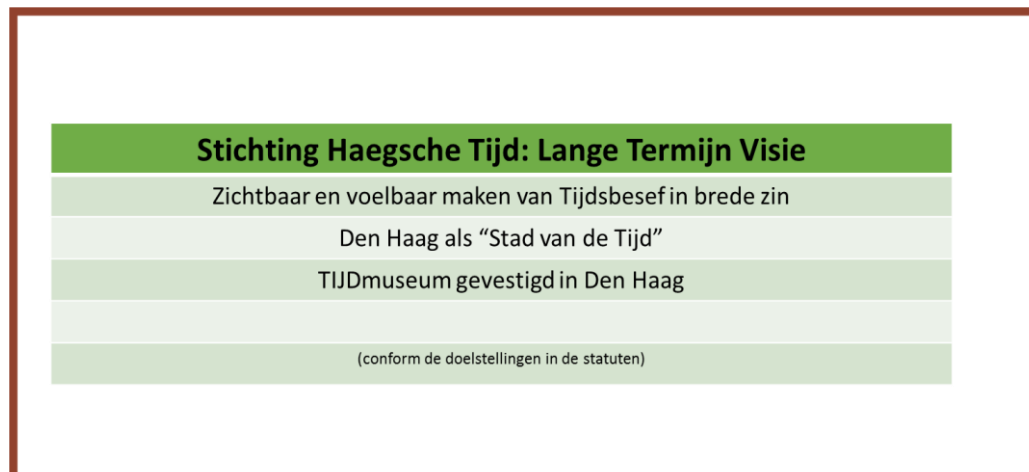 Stichting Haegsche Tijd: Lange Termijn Visie
Zichtbaar en voelbaar maken van Tijdsbesef in brede zin
Den Haag als “Stad van de Tijd”
TIJDmuseum gevestigd in Den Haag
(conform de doelstellingen in de statuten)